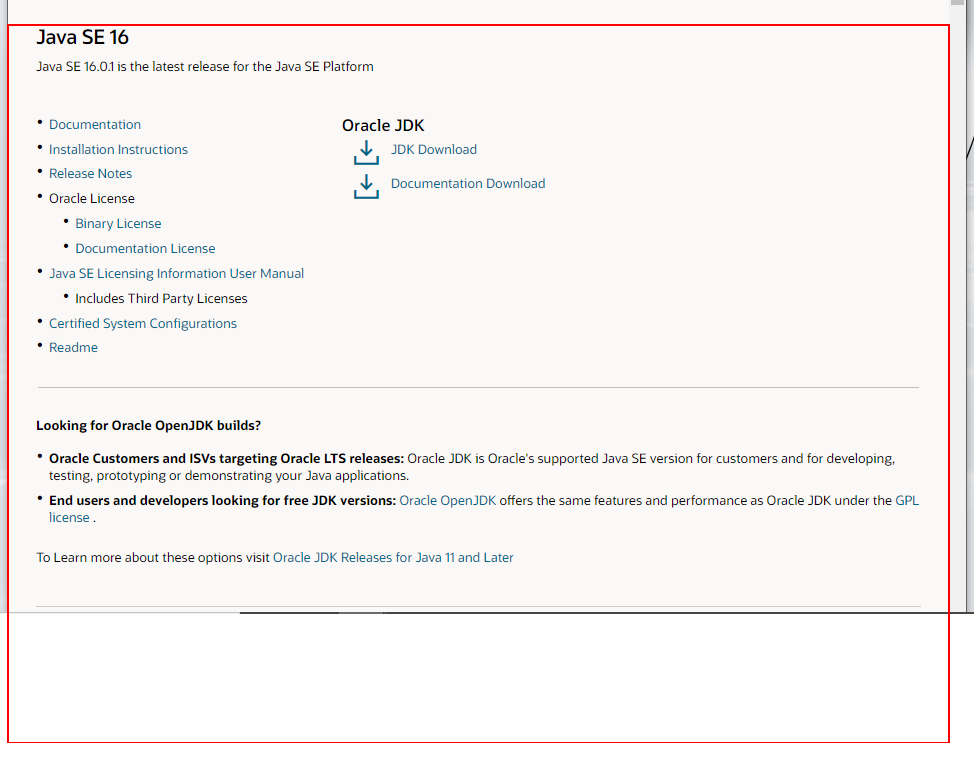 Java SE 16
Java SE 16.0.1 is the latest release for the Java SE Platform
• Documentation
• Installation Instructions
• Release Notes
• Oracle License
• Binary License
• Documentation License
• Java SE Licensing Information User Manual
• Includes Third Party Licenses
• Certified System Configurations
• Readme
Oracle JDK
JDK Download
Documentation Download
Looking for Oracle OpenJDK builds?
• Oracle Customers and ISVs targeting Oracle LTS releases: Oracle JDK is Oracle's supported Java SE version for customers and for developing,
testing, prototyping or demonstrating your Java applications.
• End users and developers looking for free JDK versions: Oracle OpenJDK offers the same features and performance as Oracle JDK under the GPL
license .
To Learn more about these options visit Oracle JDK Releases for Java 11 and Later